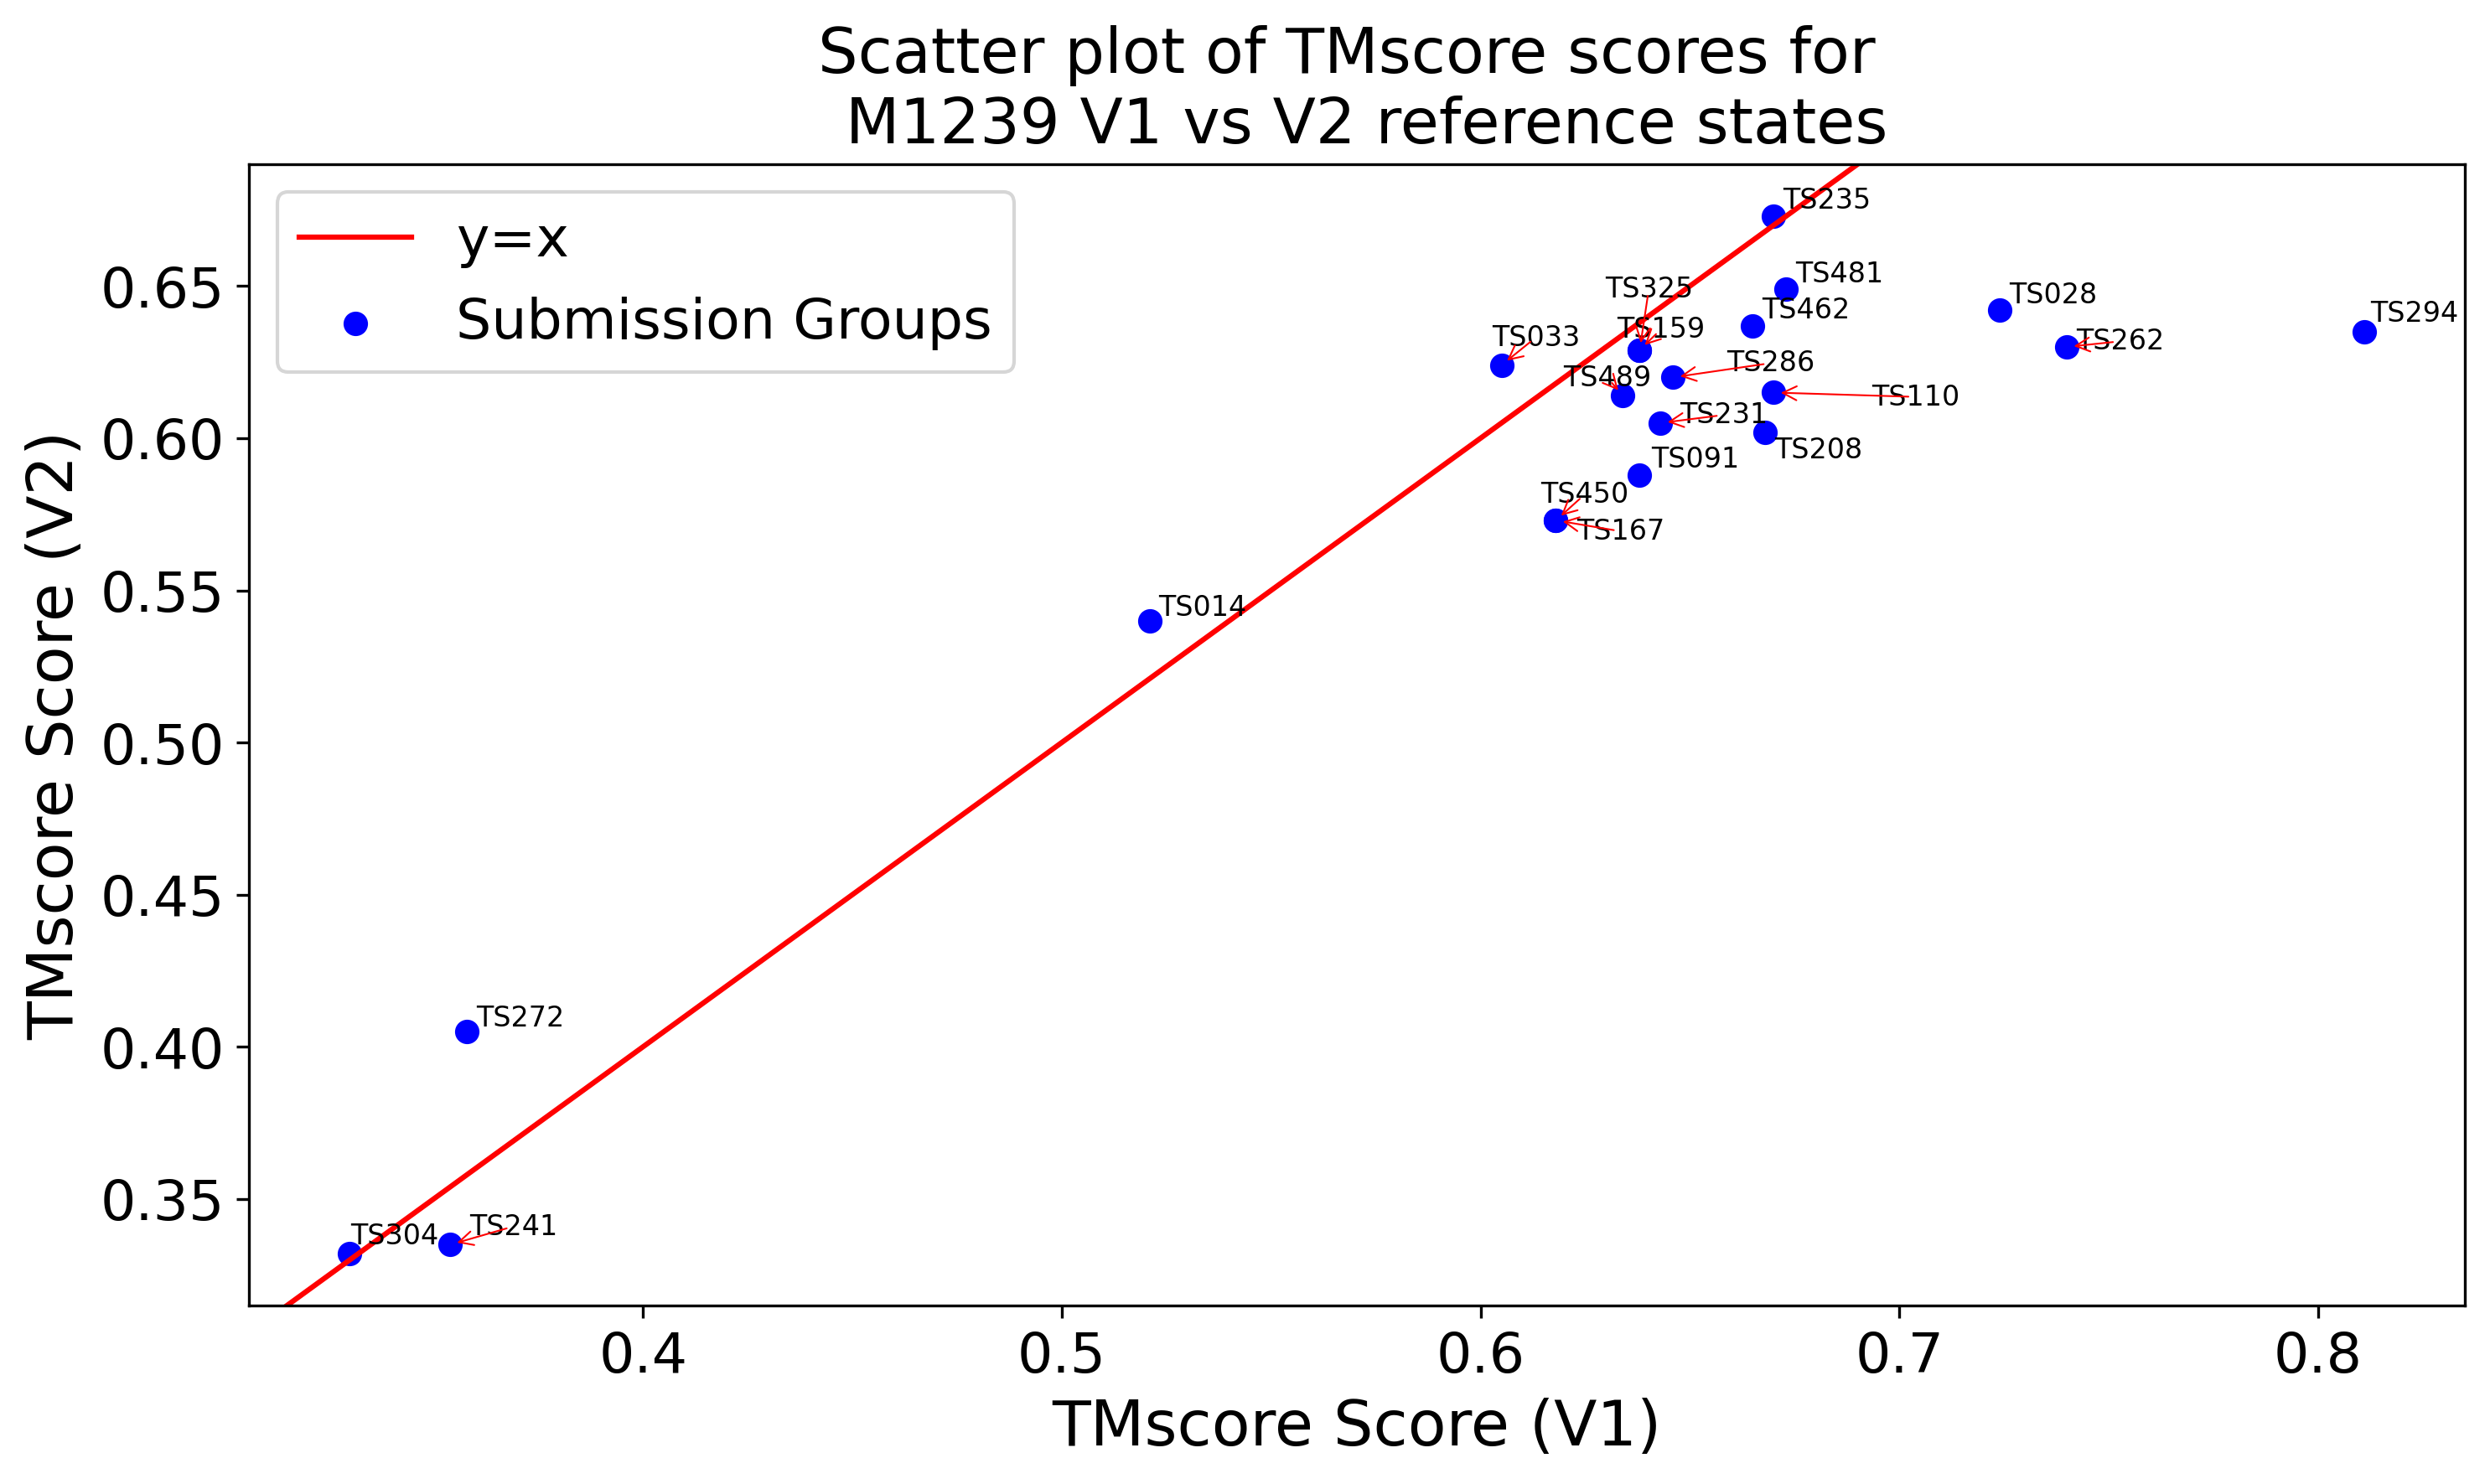 Scatter plot of TMscore scores for
M1239 V1 vs V2 reference states
y=x
Submission Groups
TS235
TS481
TS325
TS028
TS462
TS294
TS159
TS033
TS262
TS286
TS489
TS110
TS231
TS208
TS091
TS450
TS167
TS014
TS272
TS241
TS304
0.65
0.60
0.55
0.50
0.45
0.40
0.35
TMscore Score (V2)
0.4 0.5 0.6 0.7 0.8
TMscore Score (V1)